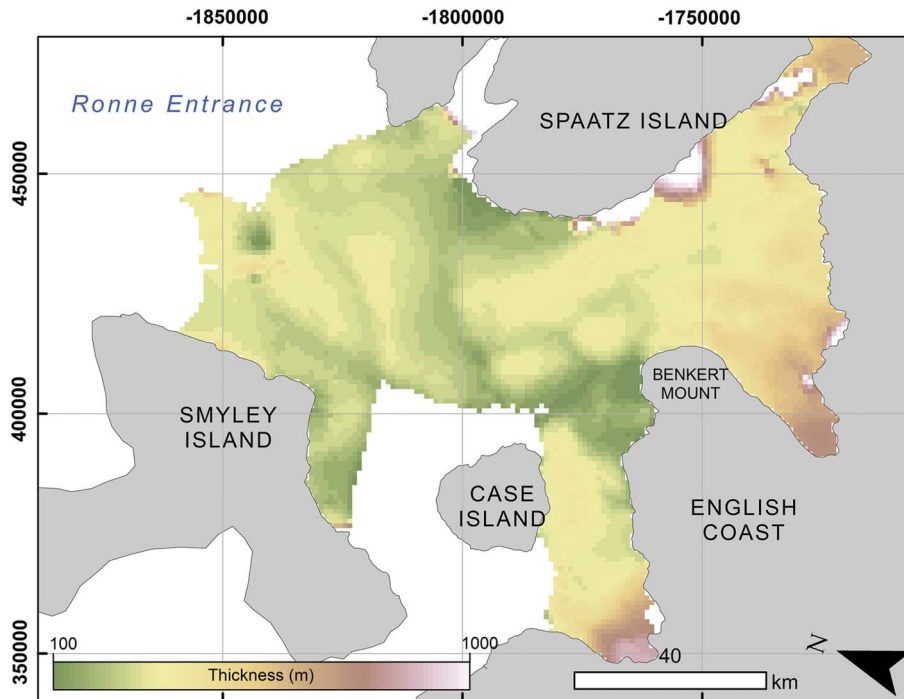 -1850000 -1800000 -1750000
Ronne Entrance
SPAATZ ISLAND
450000
400000
350000
BENKERT
MOUNT
SMYLEY
ISLAND
CASE
ISLAND
ENGLISH
COAST
100 1000
Thickness (m)
40
km
N